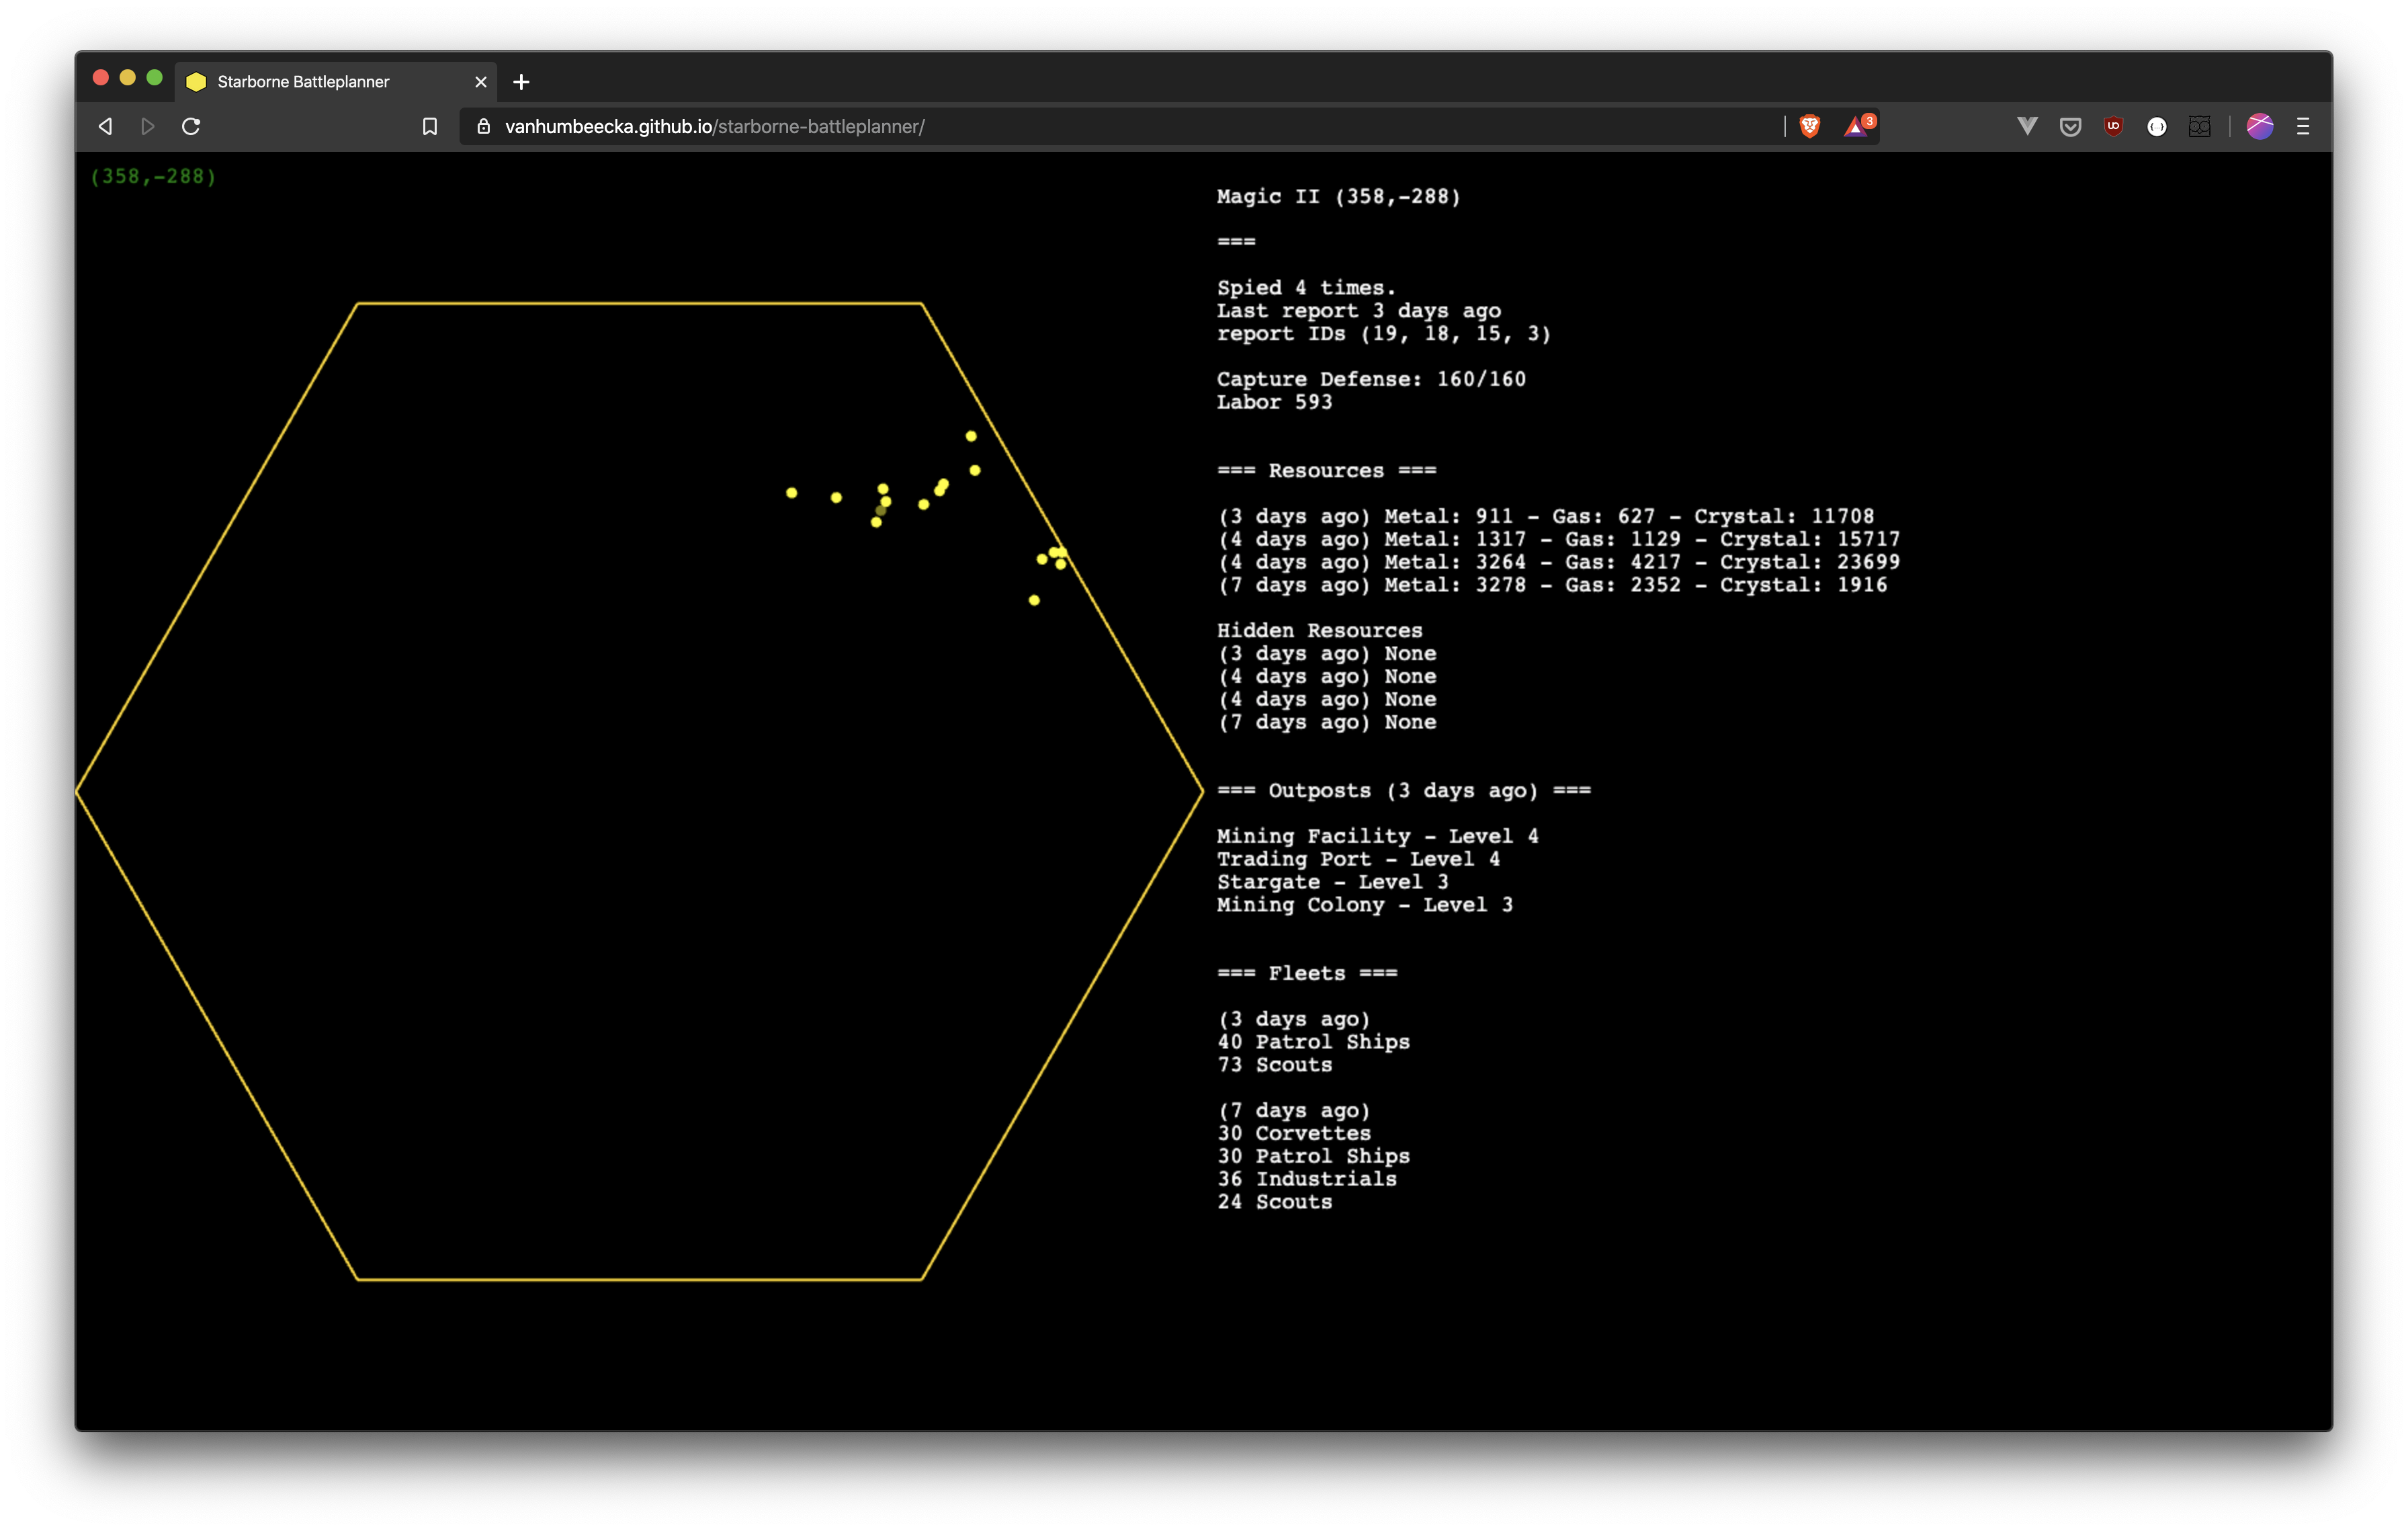 Starborne Battleplanner
vanhumbeecka.github.io/starborne-battleplanner/
3
(358,-288)
Magic II (358,-288)
===
Spied 4 times.
Last report 3 days ago
report IDs (19, 18, 15, 3)
Capture Defense: 160/160
Labor 593
=== Resources ===
(3 days ago) Metal: 911 - Gas: 627 - Crystal: 11708
(4 days ago) Metal: 1317 - Gas: 1129 - Crystal: 15717
(4 days ago) Metal: 3264 - Gas: 4217 - Crystal: 23699
(7 days ago) Metal: 3278 - Gas: 2352 - Crystal: 1916
Hidden Resources
(3 days ago) None
(4 days ago) None
(4 days ago) None
(7 days ago) None
=== Outposts (3 days ago) ===
Mining Facility - Level 4
Trading Port - Level 4
Stargate - Level 3
Mining Colony - Level 3
=== Fleets ===
(3 days ago)
40 Patrol Ships
73 Scouts
(7 days ago)
30 Corvettes
30 Patrol Ships
36 Industrials
24 Scouts